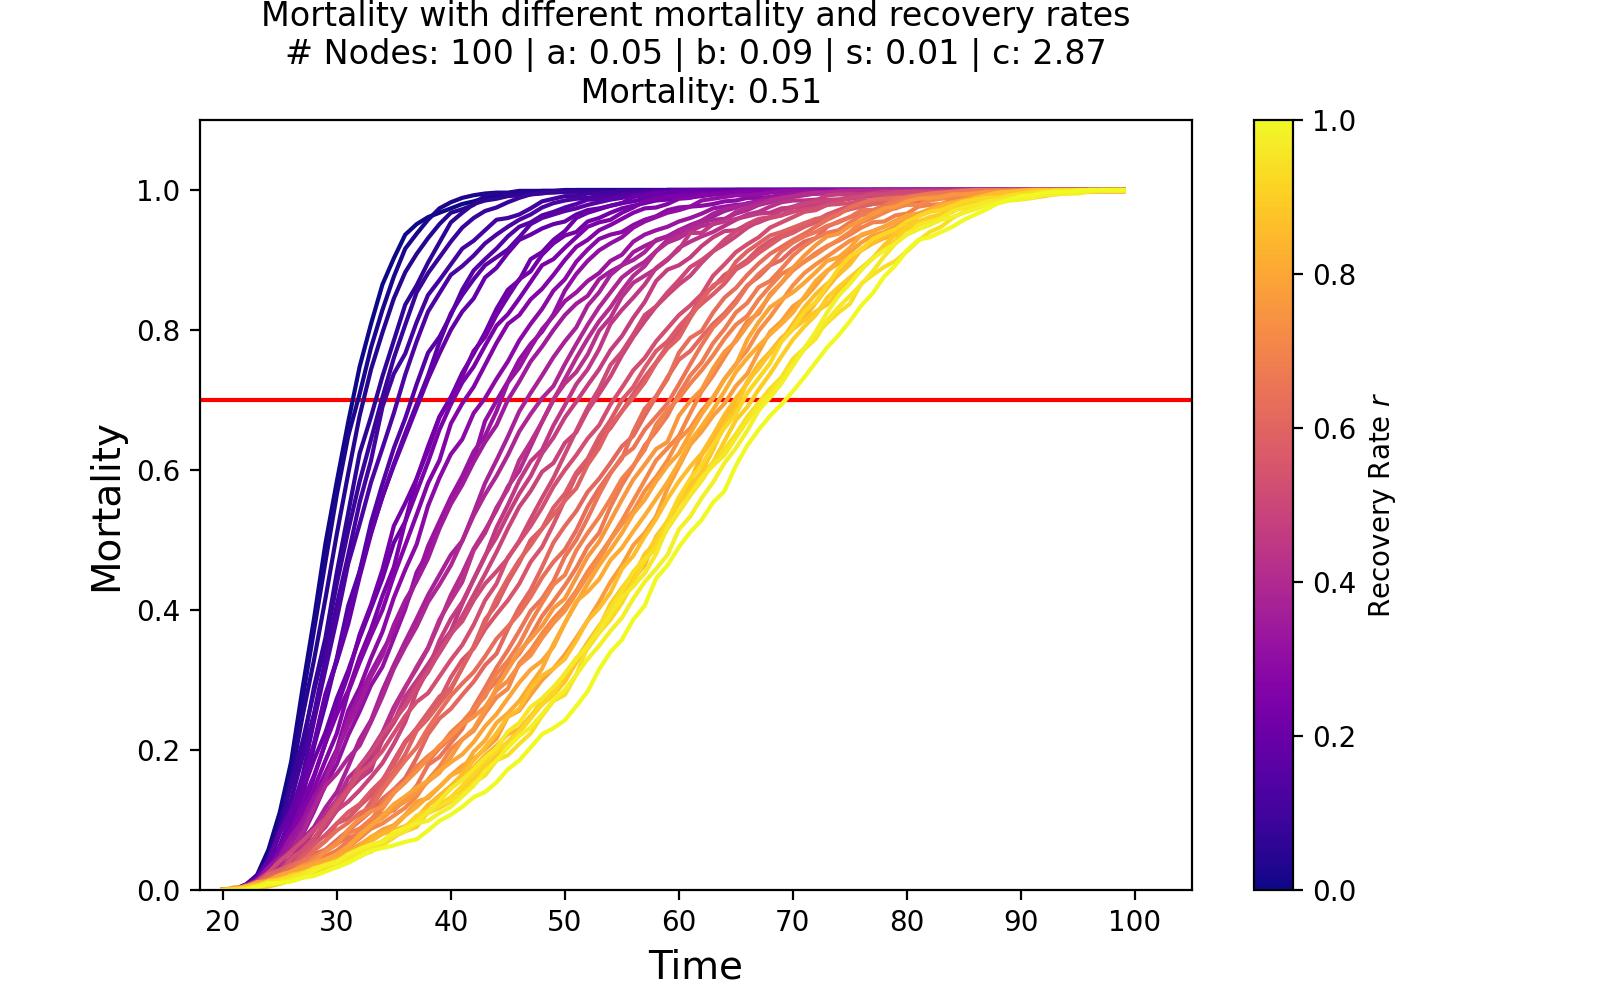 Mortality with different mortality and recovery rates
# Nodes: 100 | a: 0.05 | b: 0.09 | s: 0.01 | c: 2.87
Mortality: 0.51
Mortality
1.0
0.8
0.6
0.4
0.2
0.0
20 30 40 50 60 70 80 90 100
Time
1.0
0.8
0.6
0.4
0.2
0.0
Recovery Rate r